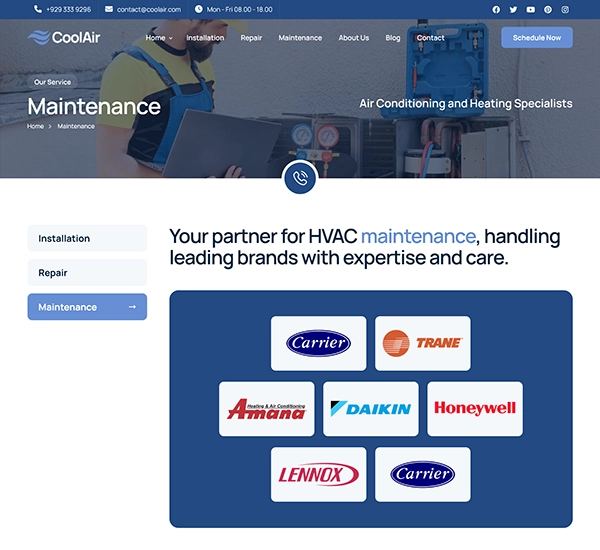 +929 333 9296 contact@coolair.com Mon - Fri 08.00 - 18.00
CoolAir Home Installation Repair Maintenance About Us Blog Contact Schedule Now
Our Service
Maintenance
Air Conditioning and Heating Specialists
Home > Maintenance
Installation
Repair
Maintenance →
Your partner for HVAC maintenance, handling
leading brands with expertise and care.
Carrier TRANE
Heating & Air Conditioning
Amana DAIKIN Honeywell
LENNOX Carrier